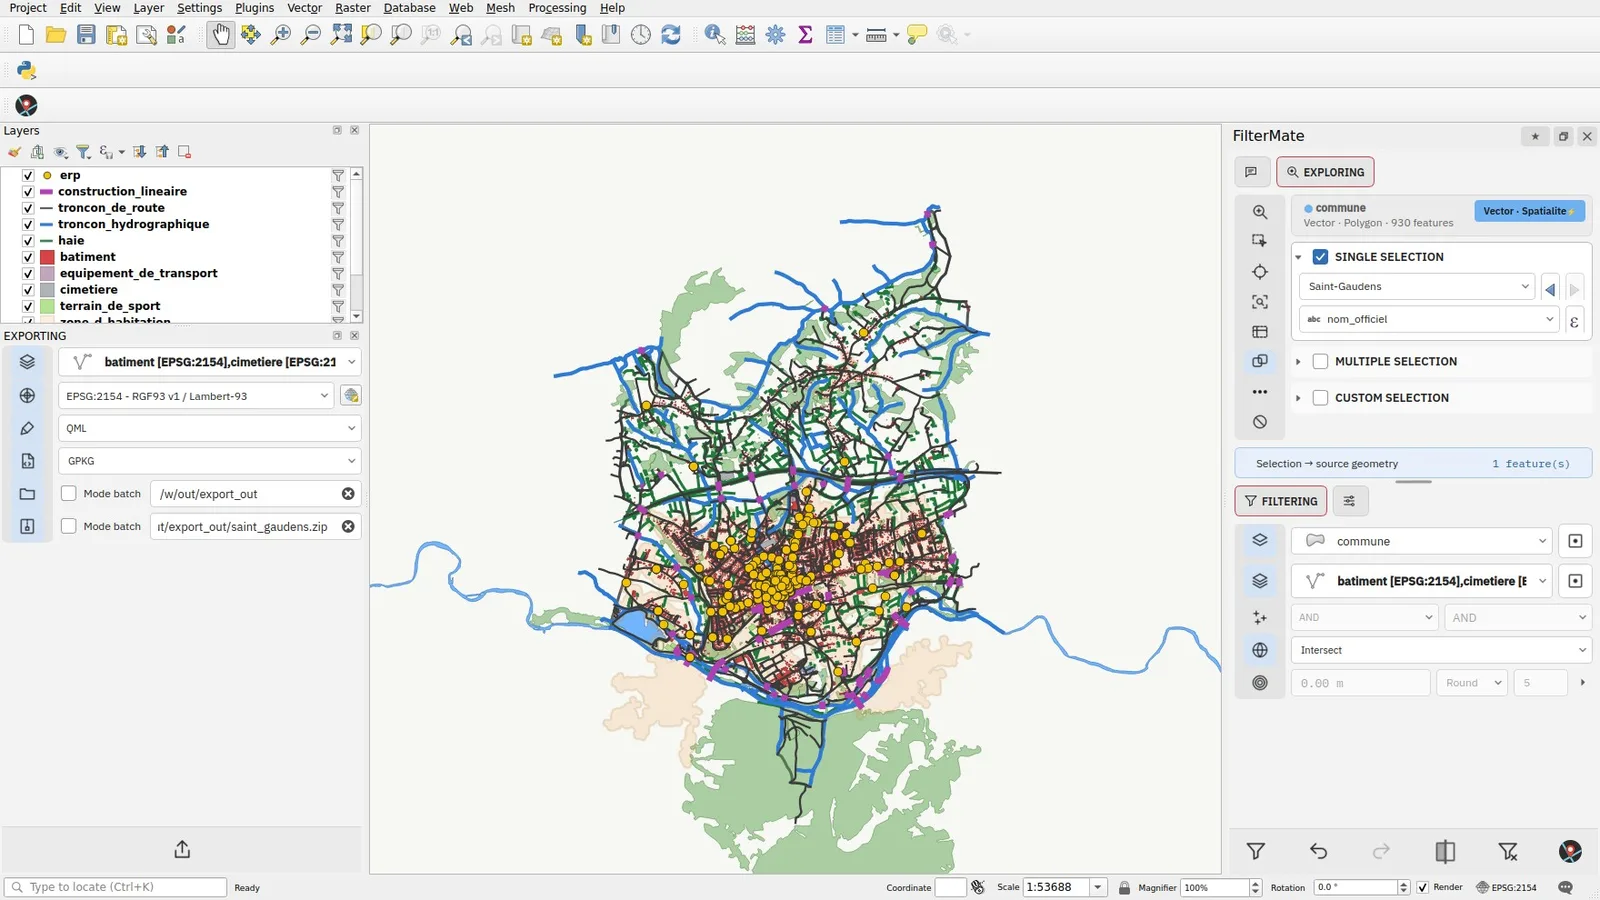 Project Edit View Layer Settings Plugins Vector Raster Database Web Mesh Processing Help
Layers
erp
construction_lineaire
troncon_de_route
troncon_hydrographique
haie
batiment
equipement_de_transport
cimetiere
terrain_de_sport
zone_d_habitation
EXPORTING
batiment [EPSG:2154],cimetiere [EPSG:21
EPSG:2154 - RGF93 v1 / Lambert-93
QML
GPKG
Mode batch /w/out/export_out
Mode batch ıt/export_out/saint_gaudens.zip
FilterMate
EXPLORING
commune
Vector · Polygon · 930 features
Vector · Spatialite⚡
SINGLE SELECTION
Saint-Gaudens
abc nom_officiel
ε
MULTIPLE SELECTION
CUSTOM SELECTION
Selection → source geometry 1 feature(s)
FILTERING
commune
batiment [EPSG:2154],cimetiere [E
AND AND
Intersect
0.00 m Round 5
Type to locate (Ctrl+K) Ready Coordinate Scale 1:53688 Magnifier 100% Rotation 0.0 ° Render EPSG:2154